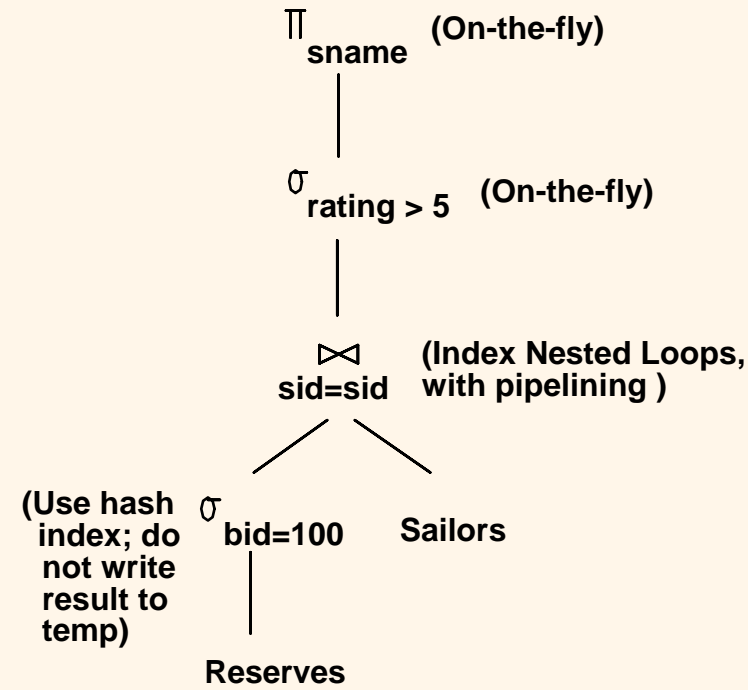 π sname (On-the-fly)
σ rating > 5 (On-the-fly)
⋈ sid=sid (Index Nested Loops,
with pipelining )
(Use hash
index; do
not write
result to
temp)
σ bid=100
Sailors
Reserves